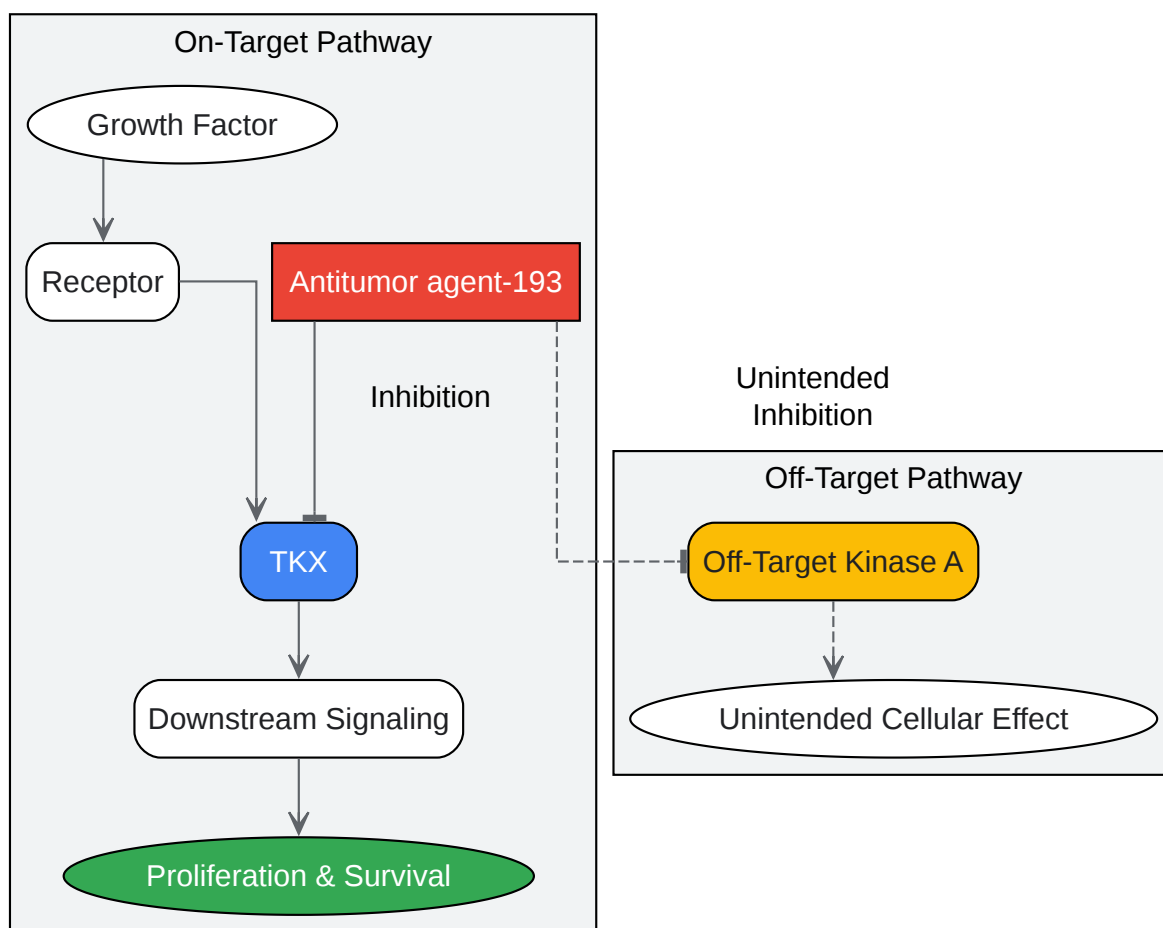 On-Target Pathway
Growth Factor
Receptor
Antitumor agent-193
Inhibition
Unintended
Inhibition
Off-Target Pathway
TKX
Off-Target Kinase A
Downstream Signaling
Unintended Cellular Effect
Proliferation & Survival